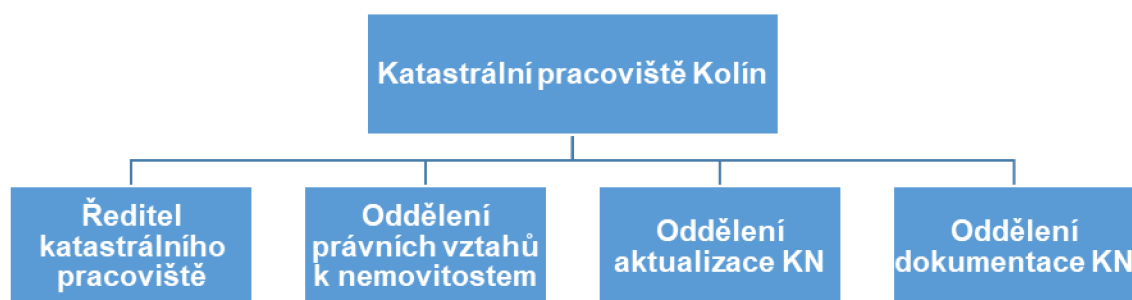 Katastrální pracoviště Kolín
Ředitel
katastrálního
pracoviště
Oddělení
právních vztahů
k nemovitostem
Oddělení
aktualizace KN
Oddělení
dokumentace KN